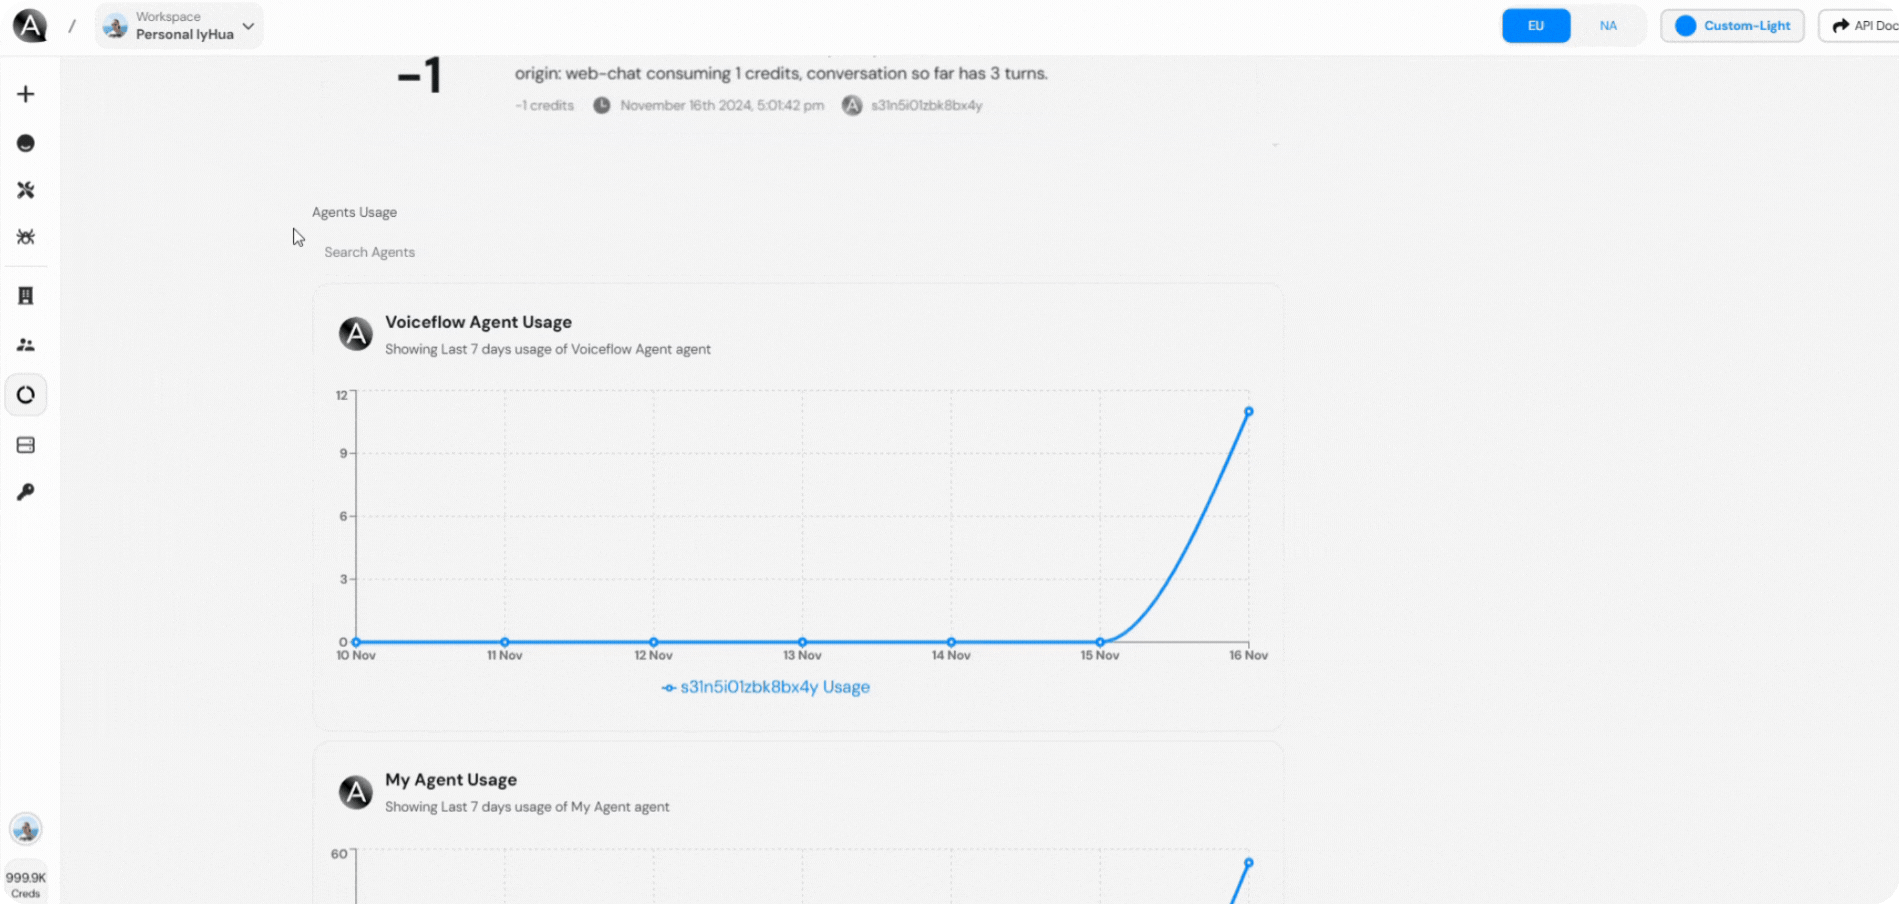 Workspace
Personal IyHua
EU
NA
Custom-Light
API Doc
-1
origin: web-chat consuming 1 credits, conversation so far has 3 turns.
-1 credits
November 16th 2024, 5:01:42 pm
s31n5i01zbk8bx4y
Agents Usage
Search Agents
Voiceflow Agent Usage
Showing Last 7 days usage of Voiceflow Agent agent
12
9
6
3
0
10 Nov
11 Nov
12 Nov
13 Nov
14 Nov
15 Nov
16 Nov
s31n5i01zbk8bx4y Usage
My Agent Usage
Showing Last 7 days usage of My Agent agent
60
999.9K
Creds